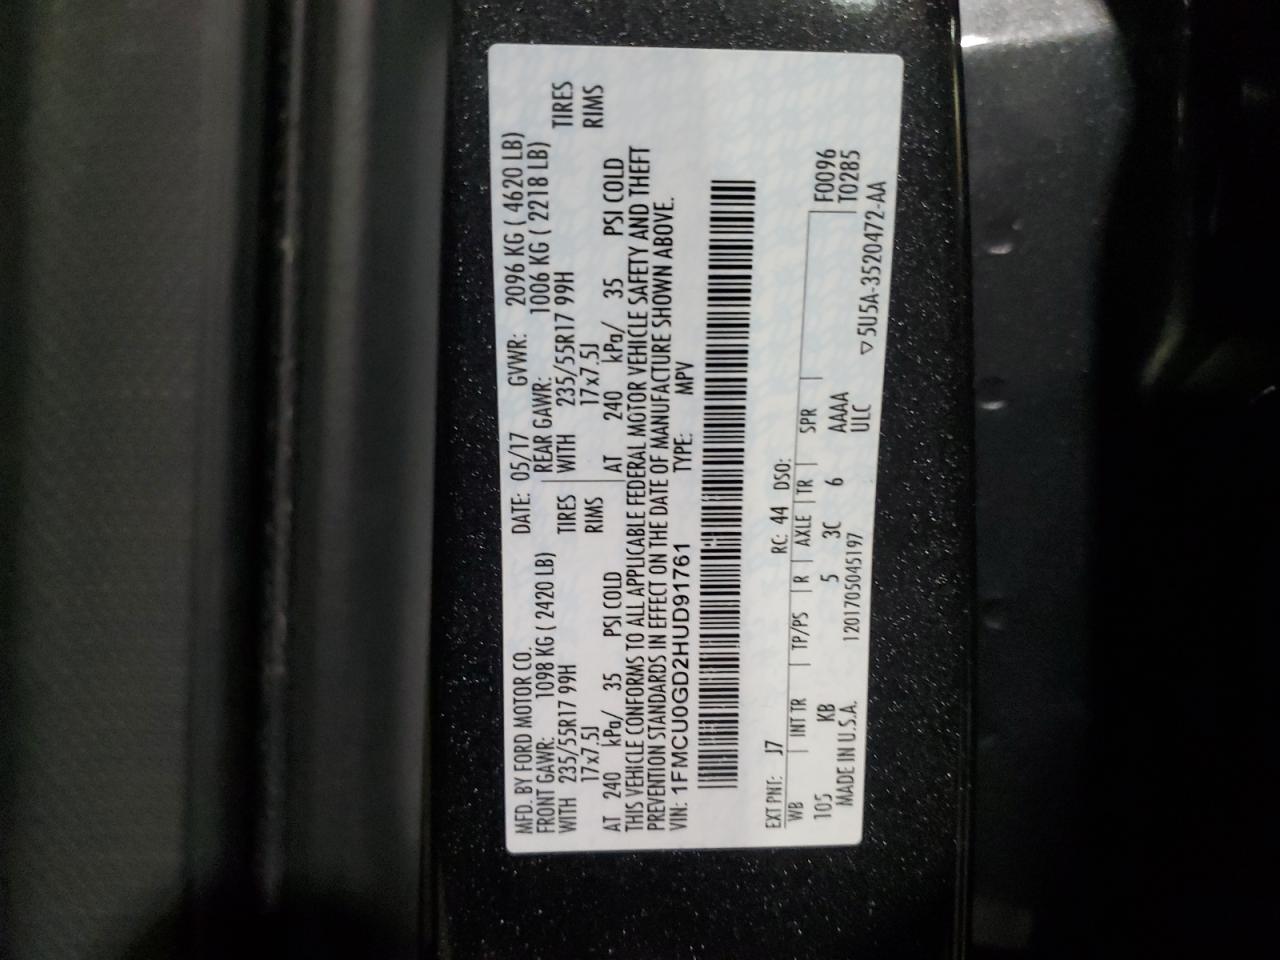 MFD. BY FORD MOTOR CO. DATE: 05/17 GVWR: 2096 KG ( 4620 LB)
FRONT GAWR: 1098 KG ( 2420 LB) REAR GAWR: 1006 KG ( 2218 LB)
WITH 235/55R17 99H TIRES WITH 235/55R17 99H TIRES
17x7.5J RIMS 17x7.5J RIMS
AT 240 kPa/ 35 PSI COLD AT 240 kPa/ 35 PSI COLD
THIS VEHICLE CONFORMS TO ALL APPLICABLE FEDERAL MOTOR VEHICLE SAFETY AND THEFT
PREVENTION STANDARDS IN EFFECT ON THE DATE OF MANUFACTURE SHOWN ABOVE.
VIN: 1FMCU0GD2HUD91761 TYPE: MPV
EXT PNT: J7 RC: 44 DSO:
WB INT TR TP/PS R AXLE TR SPR F0096
105 KB 5 3C 6 AAAA T0285
MADE IN U.S.A. 1201705045197 ULC ▽5U5A-3520472-AA